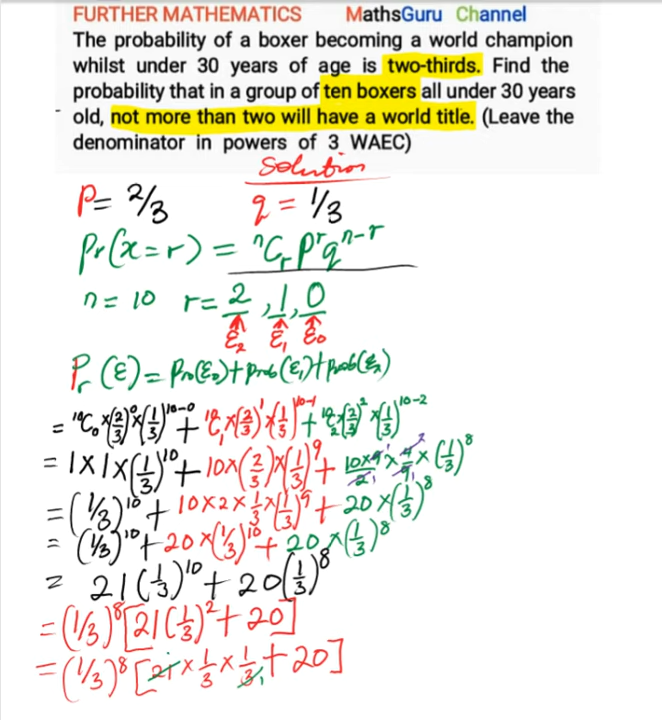 FURTHER MATHEMATICS MathsGuru Channel
The probability of a boxer becoming a world champion
whilst under 30 years of age is two-thirds. Find the
probability that in a group of ten boxers all under 30 years
old, not more than two will have a world title. (Leave the
denominator in powers of 3 WAEC)
Solution
P = 2/3 q = 1/3
Pr(x=r) = ⁿCᵣ pʳ qⁿ⁻ʳ
n = 10 r = 2, 1, 0
ε₂ ε₁ ε₀
Pr(ε) = Pro(ε₀) + Prob(ε₁) + Prob(ε₂)
= ¹⁰C₀ × (2/3)⁰ × (1/3)¹⁰⁻⁰ + ¹⁰C₁ × (2/3)¹ × (1/3)¹⁰⁻¹ + ¹⁰C₂ × (2/3)² × (1/3)¹⁰⁻²
= 1 × 1 × (1/3)¹⁰ + 10 × (2/3) × (1/3)⁹ + 10×9/2 × 4/9 × (1/3)⁸
= (1/3)¹⁰ + 10 × 2 × 1/3 × (1/3)⁹ + 20 × (1/3)⁸
= (1/3)¹⁰ + 20 × (1/3)¹⁰ + 20 × (1/3)⁸
= 21(1/3)¹⁰ + 20(1/3)⁸
= (1/3)⁸[21(1/3)² + 20]
= (1/3)⁸[21 × 1/3 × 1/3 + 20]